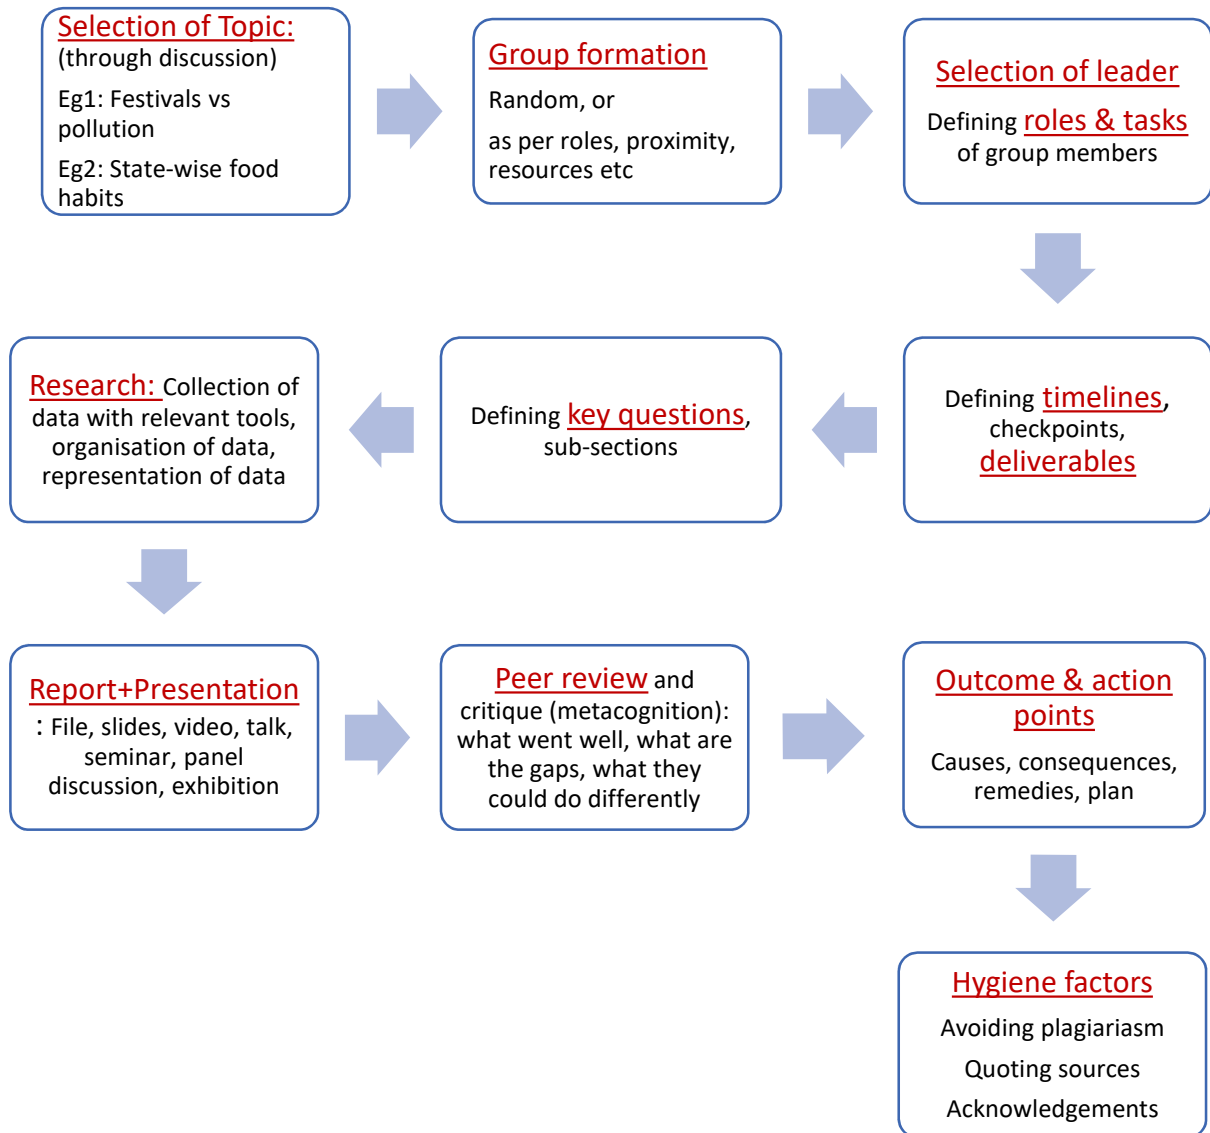 Selection of Topic:
(through discussion)
Eg1: Festivals vs
pollution
Eg2: State-wise food
habits
Group formation
Random, or
as per roles, proximity,
resources etc
Selection of leader
Defining roles & tasks
of group members
Defining timelines,
checkpoints,
deliverables
Defining key questions,
sub-sections
Research: Collection of
data with relevant tools,
organisation of data,
representation of data
Report+Presentation
: File, slides, video, talk,
seminar, panel
discussion, exhibition
Peer review and
critique (metacognition):
what went well, what are
the gaps, what they
could do differently
Outcome & action
points
Causes, consequences,
remedies, plan
Hygiene factors
Avoiding plagiariasm
Quoting sources
Acknowledgements